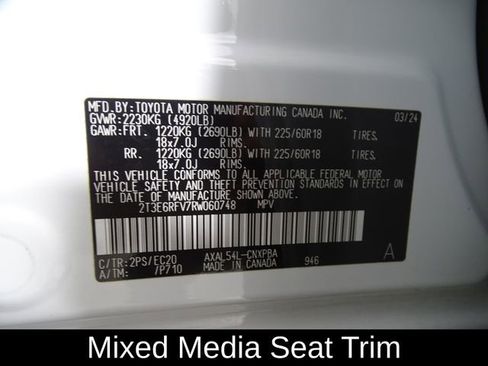 MFD. BY: TOYOTA MOTOR MANUFACTURING CANADA INC. 03/24
GVWR: 2230KG (4920LB)
GAWR: FRT. 1220KG (2690LB) WITH 225/60R18 TIRES,
18x7.0J RIMS.
RR. 1220KG (2690LB) WITH 225/60R18 TIRES,
18x7.0J RIMS.
THIS VEHICLE CONFORMS TO ALL APPLICABLE FEDERAL MOTOR
VEHICLE SAFETY AND THEFT PREVENTION STANDARDS IN EFFECT ON
THE DATE OF MANUFACTURE SHOWN ABOVE.
2T3E6RFV7RW060748 MPV
C/TR: 2PS/EC20 AXAL54L-CNXPBA A
A/TM: /P710 MADE IN CANADA 946
Mixed Media Seat Trim